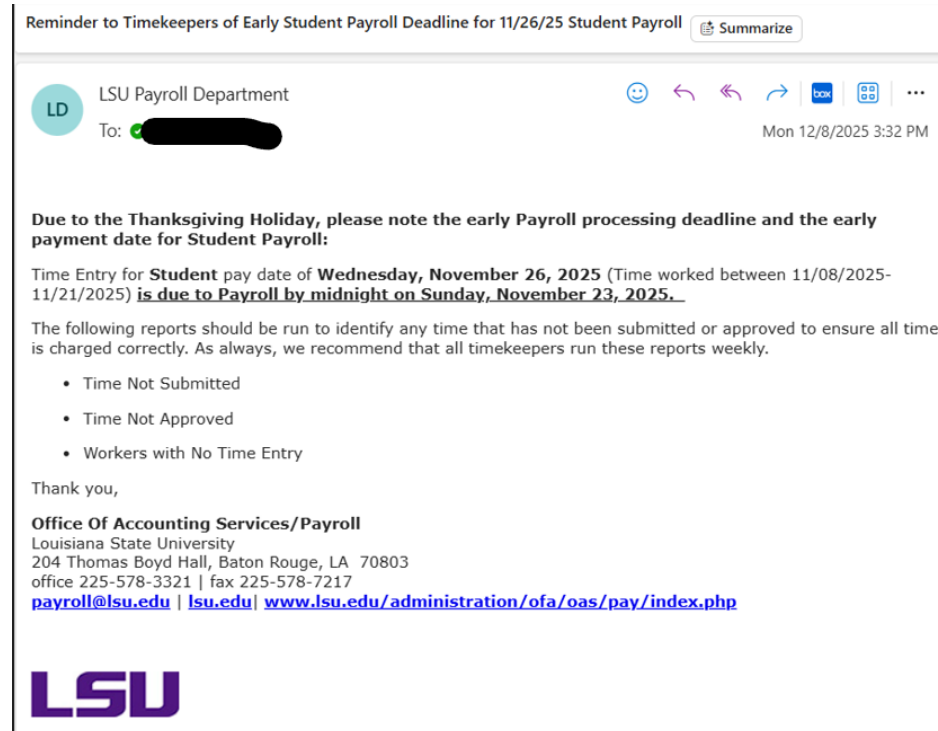 Reminder to Timekeepers of Early Student Payroll Deadline for 11/26/25 Student Payroll
Summarize
LD
LSU Payroll Department
box
To:
Mon 12/8/2025 3:32 PM
Due to the Thanksgiving Holiday, please note the early Payroll processing deadline and the early
payment date for Student Payroll:
Time Entry for Student pay date of Wednesday, November 26, 2025 (Time worked between 11/08/2025-
11/21/2025) is due to Payroll by midnight on Sunday, November 23, 2025.
The following reports should be run to identify any time that has not been submitted or approved to ensure all time
is charged correctly. As always, we recommend that all timekeepers run these reports weekly.
• Time Not Submitted
• Time Not Approved
• Workers with No Time Entry
Thank you,
Office Of Accounting Services/Payroll
Louisiana State University
204 Thomas Boyd Hall, Baton Rouge, LA 70803
office 225-578-3321 | fax 225-578-7217
payroll@lsu.edu | lsu.edu| www.lsu.edu/administration/ofa/oas/pay/index.php
LSU